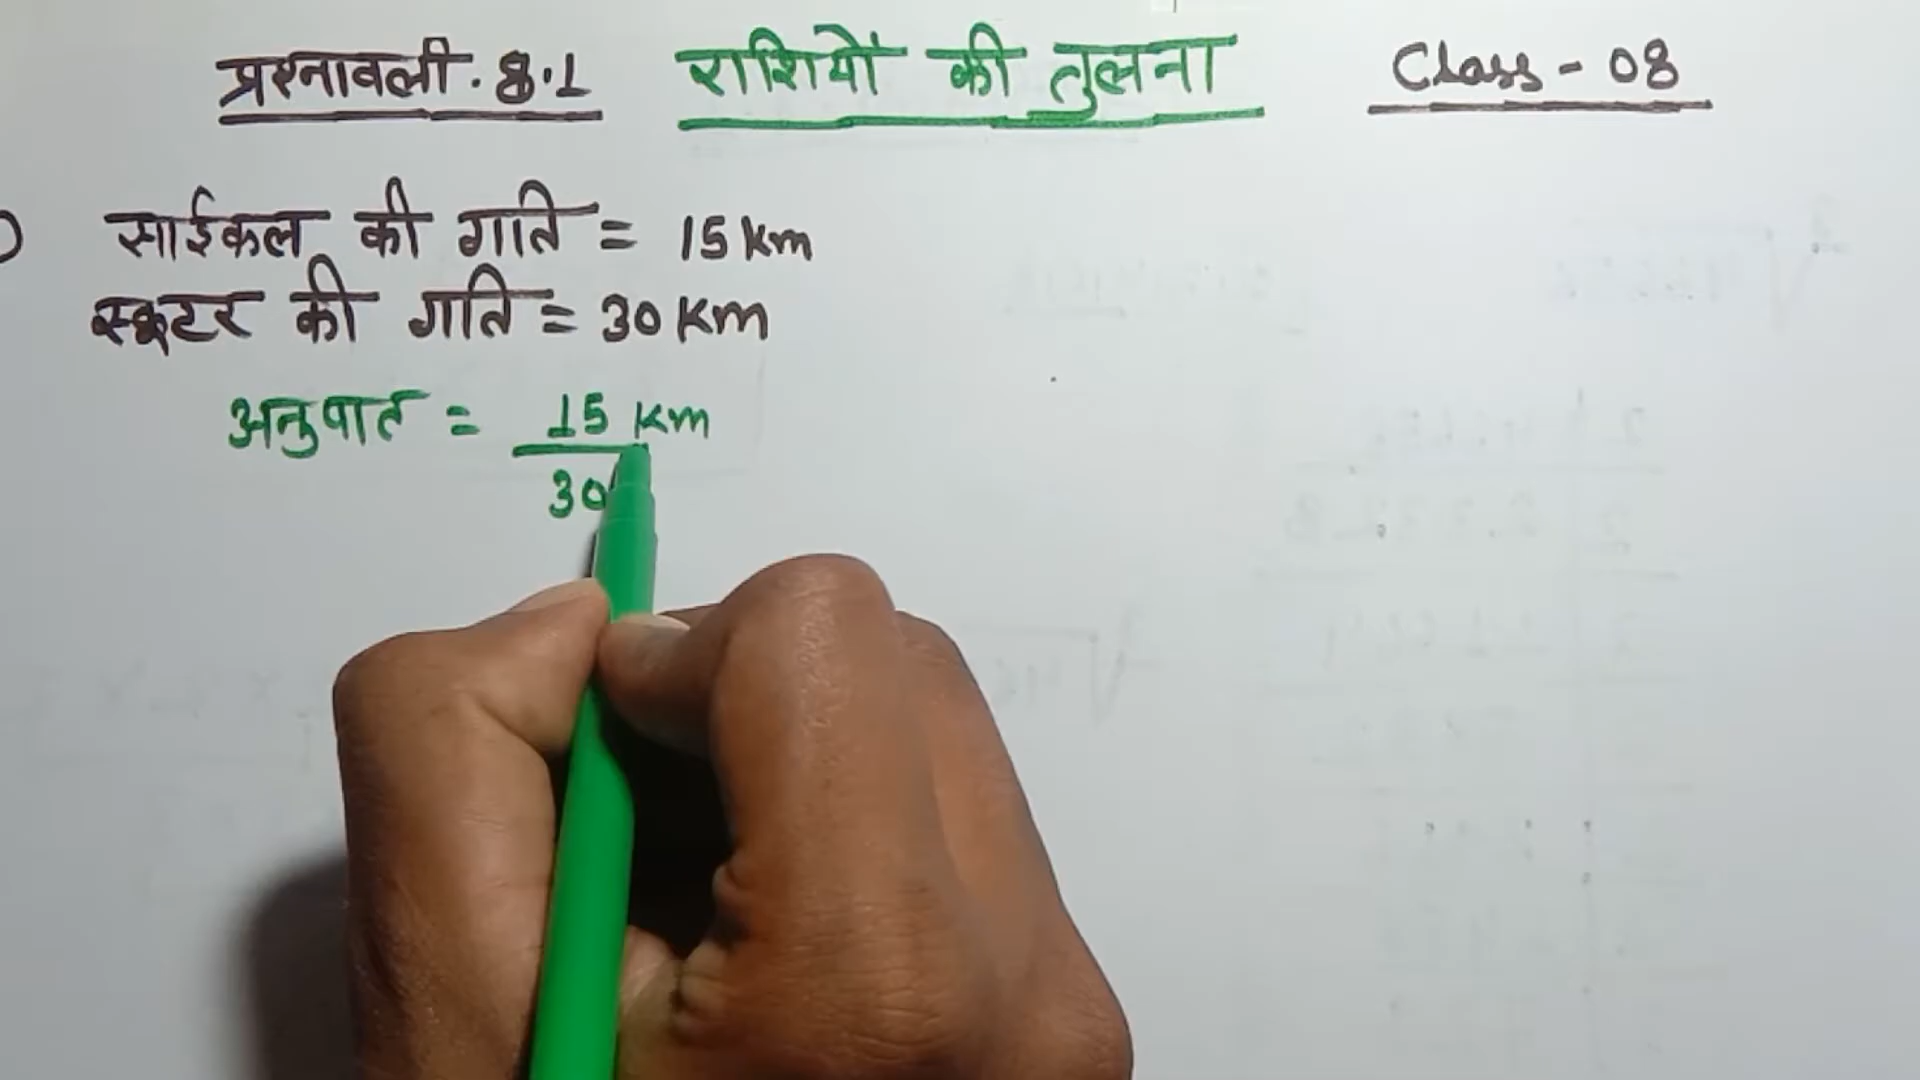 प्रश्नावली. 8.1 राशियों की तुलना Class - 08
साईकल की गति = 15 km
स्कूटर की गति = 30 Km
अनुपात = 15 km
30